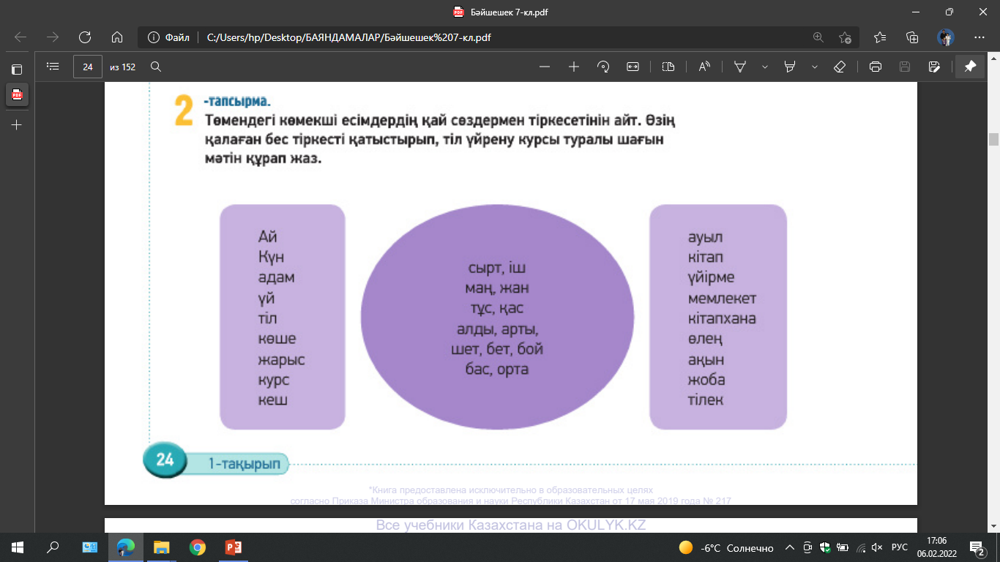 Бәйшешек 7-кл.pdf
Файл
C:/Users/hp/Desktop/БАЯНДАМАЛАР/Бәйшешек%207-кл.pdf
24 из 152
2 -тапсырма.
Төмендегі көмекші есімдердің қай сөздермен тіркесетінін айт. Өзің
қалаған бес тіркесті қатыстырып, тіл үйрену курсы туралы шағын
мәтін құрап жаз.
Ай
Күн
адам
үй
тіл
көше
жарыс
курс
кеш
сырт, іш
маң, жан
тұс, қас
алды, арты,
шет, бет, бой
бас, орта
ауыл
кітап
үйірме
мемлекет
кітапхана
өлең
ақын
жоба
тілек
24 1-тақырып
*Книга предоставлена исключительно в образовательных целях
согласно Приказа Министра образования и науки Республики Казахстан от 17 мая 2019 года № 217
Все учебники Казахстана на OKULYK.KZ
-6°C Солнечно
РУС
17:06
06.02.2022
2